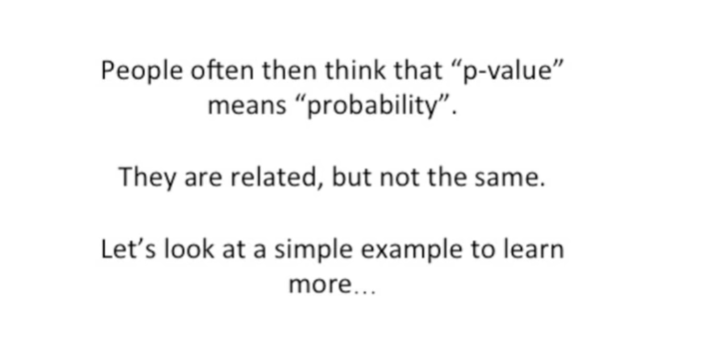 People often then think that “p-value”
means “probability”.
They are related, but not the same.
Let’s look at a simple example to learn
more…